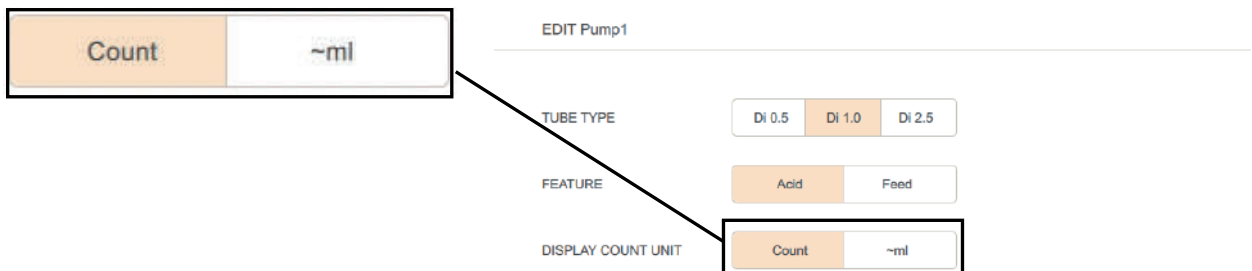 Count ~ml
EDIT Pump1
TUBE TYPE Di 0.5 Di 1.0 Di 2.5
FEATURE Acid Feed
DISPLAY COUNT UNIT Count ~ml